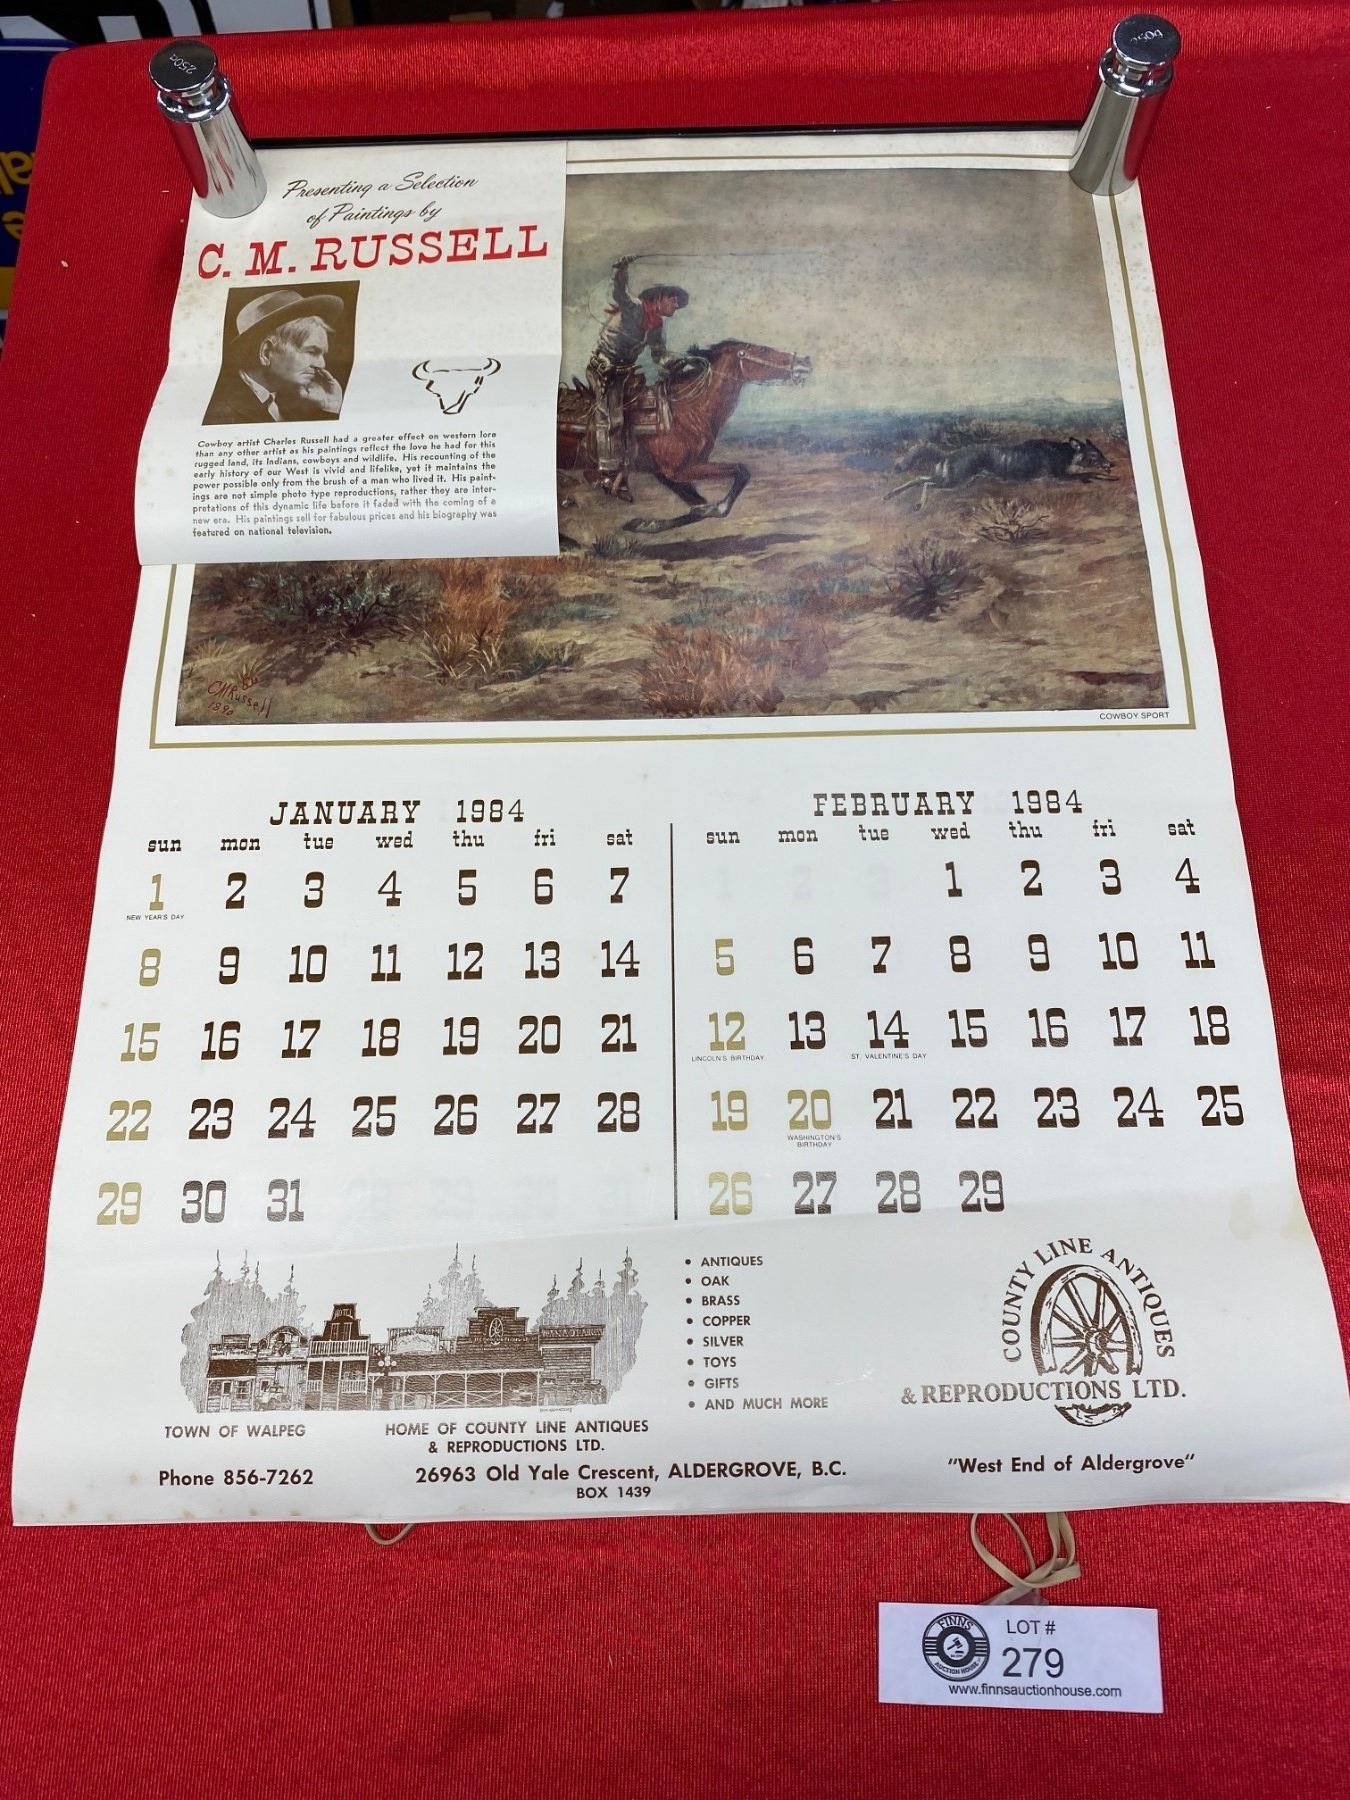 250g
Presenting a Selection
of Paintings by
C. M. RUSSELL
Cowboy artist Charles Russell had a greater effect on western lore
than any other artist as his paintings reflect the love he had for this
rugged land, its Indians, cowboys and wildlife. His recounting of the
early history of our West is vivid and lifelike, yet it maintains the
power possible only from the brush of a man who lived it. His paint-
ings are not simple photo type reproductions, rather they are inter-
pretations of this dynamic life before it faded with the coming of a
new era. His paintings sell for fabulous prices and his biography was
featured on national television.
CMRussell
1890
COWBOY SPORT
JANUARY 1984
sun mon tue wed thu fri sat
1 2 3 4 5 6 7
NEW YEAR'S DAY
8 9 10 11 12 13 14
15 16 17 18 19 20 21
22 23 24 25 26 27 28
29 30 31
FEBRUARY 1984
sun mon tue wed thu fri sat
1 2 3 4
5 6 7 8 9 10 11
12 13 14 15 16 17 18
LINCOLN'S BIRTHDAY ST. VALENTINE'S DAY
19 20 21 22 23 24 25
WASHINGTON'S
BIRTHDAY
26 27 28 29
HOTEL
TOWN OF WALPEG
HOME OF COUNTY LINE ANTIQUES
& REPRODUCTIONS LTD.
Phone 856-7262
26963 Old Yale Crescent, ALDERGROVE, B.C.
BOX 1439
• ANTIQUES
• OAK
• BRASS
• COPPER
• SILVER
• TOYS
• GIFTS
• AND MUCH MORE
COUNTY LINE ANTIQUES
& REPRODUCTIONS LTD.
"West End of Aldergrove"
FINNS
AUCTION HOUSE
LOT #
279
www.finnsauctionhouse.com